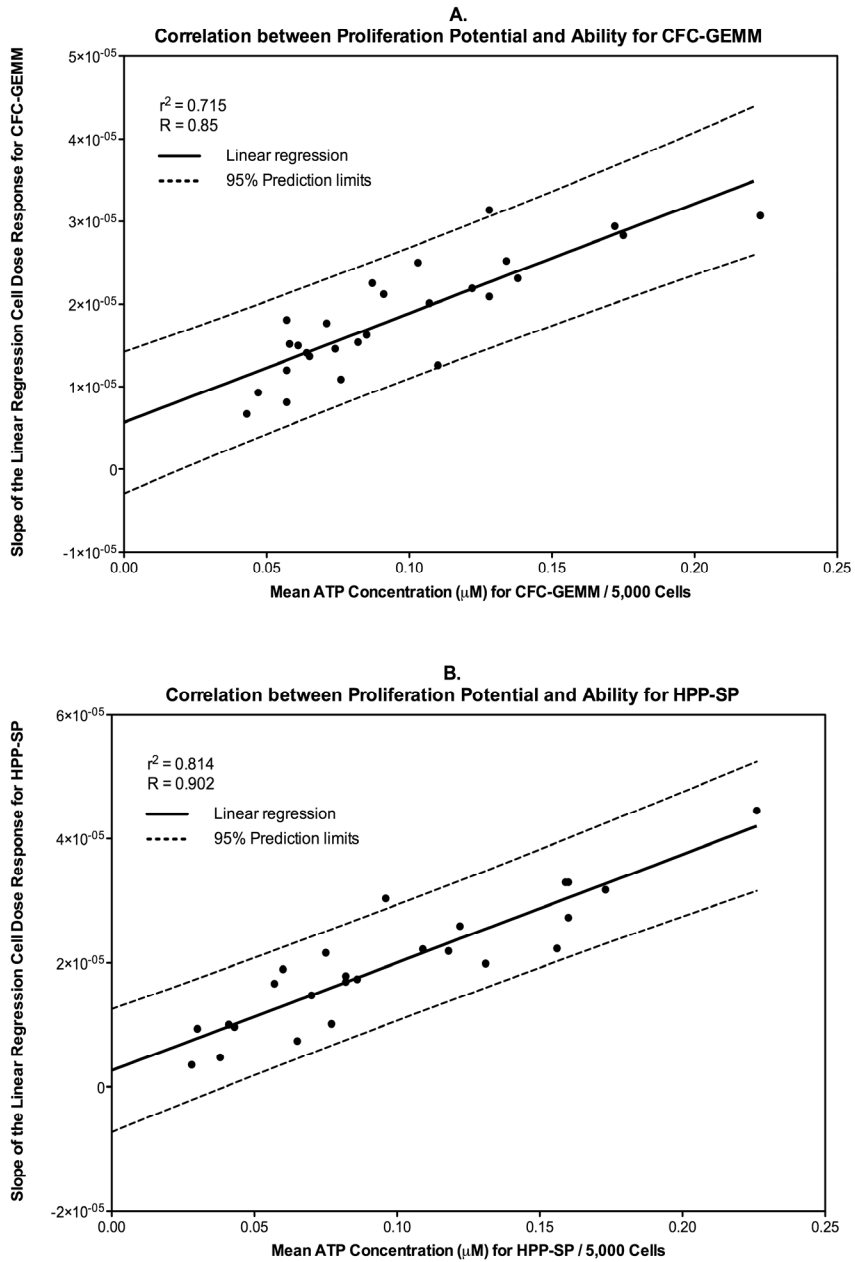 A.
Correlation between Proliferation Potential and Ability for CFC-GEMM
Slope of the Linear Regression Cell Dose Response for CFC-GEMM
5×10-05
4×10-05
3×10-05
2×10-05
1×10-05
0
-1×10-05
r2 = 0.715
R = 0.85
Linear regression
95% Prediction limits
0.00 0.05 0.10 0.15 0.20 0.25
Mean ATP Concentration (μM) for CFC-GEMM / 5,000 Cells
B.
Correlation between Proliferation Potential and Ability for HPP-SP
Slope of the Linear Regression Cell Dose Response for HPP-SP
6×10-05
4×10-05
2×10-05
0
-2×10-05
r2 = 0.814
R = 0.902
Linear regression
95% Prediction limits
0.00 0.05 0.10 0.15 0.20 0.25
Mean ATP Concentration (μM) for HPP-SP / 5,000 Cells